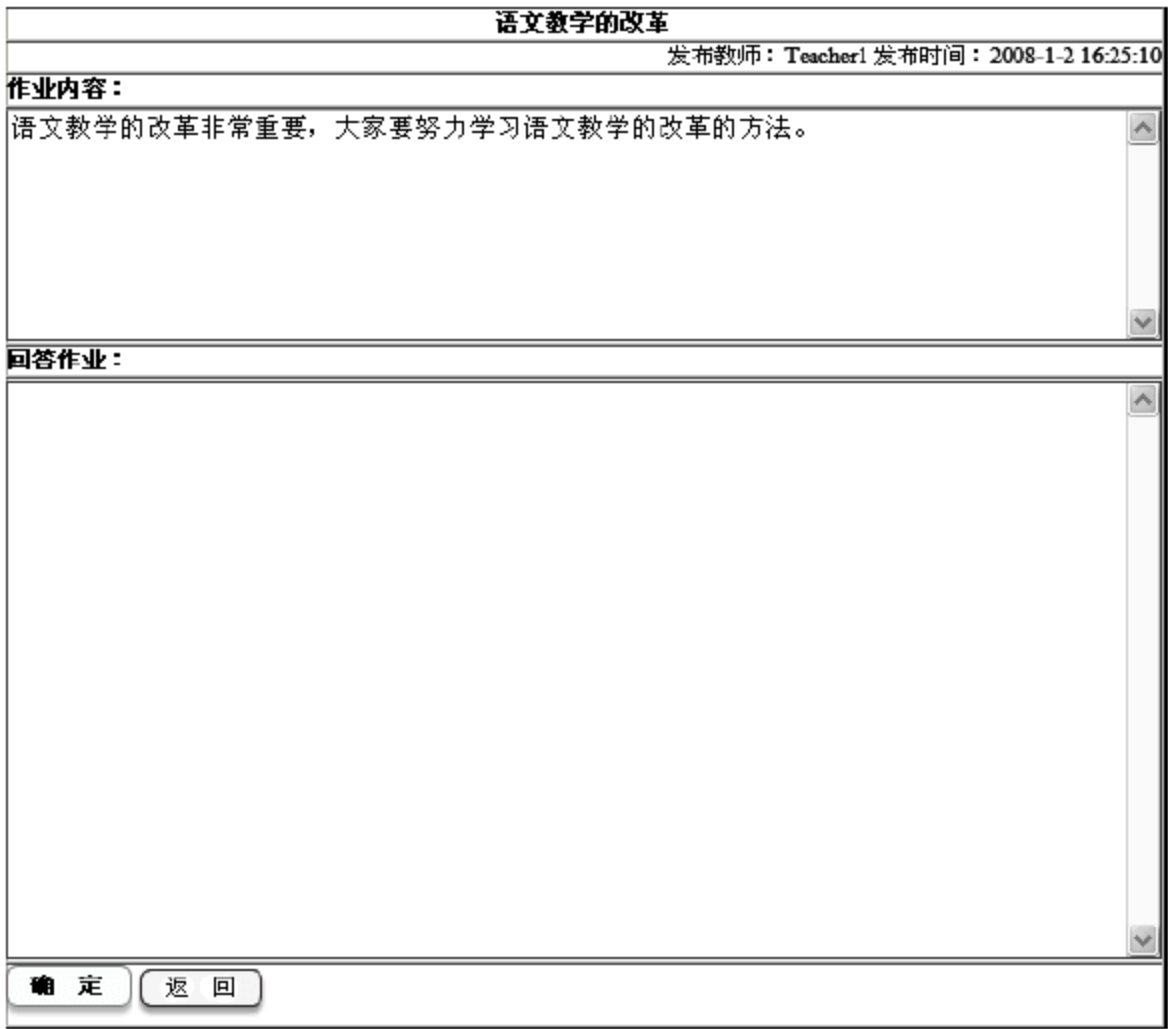 语文教学的改革
发布教师：Teacher1 发布时间：2008-1-2 16:25:10
作业内容：
语文教学的改革非常重要，大家要努力学习语文教学的改革的方法。
回答作业：
确 定 返 回